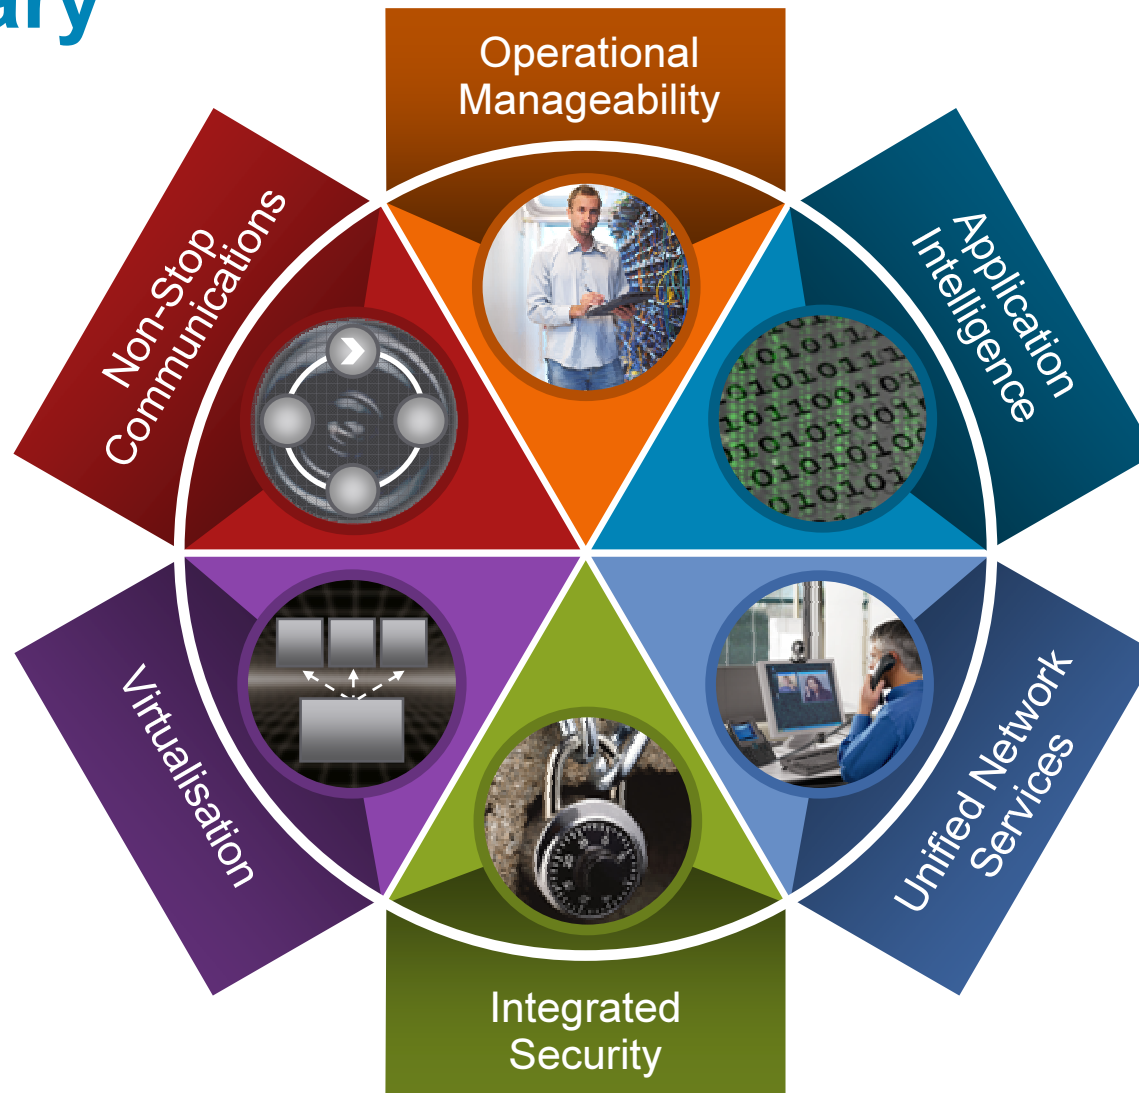 ary
Operational
Manageability
Application
Intelligence
Unified Network
Services
Integrated
Security
Virtualisation
Non-Stop
Communications